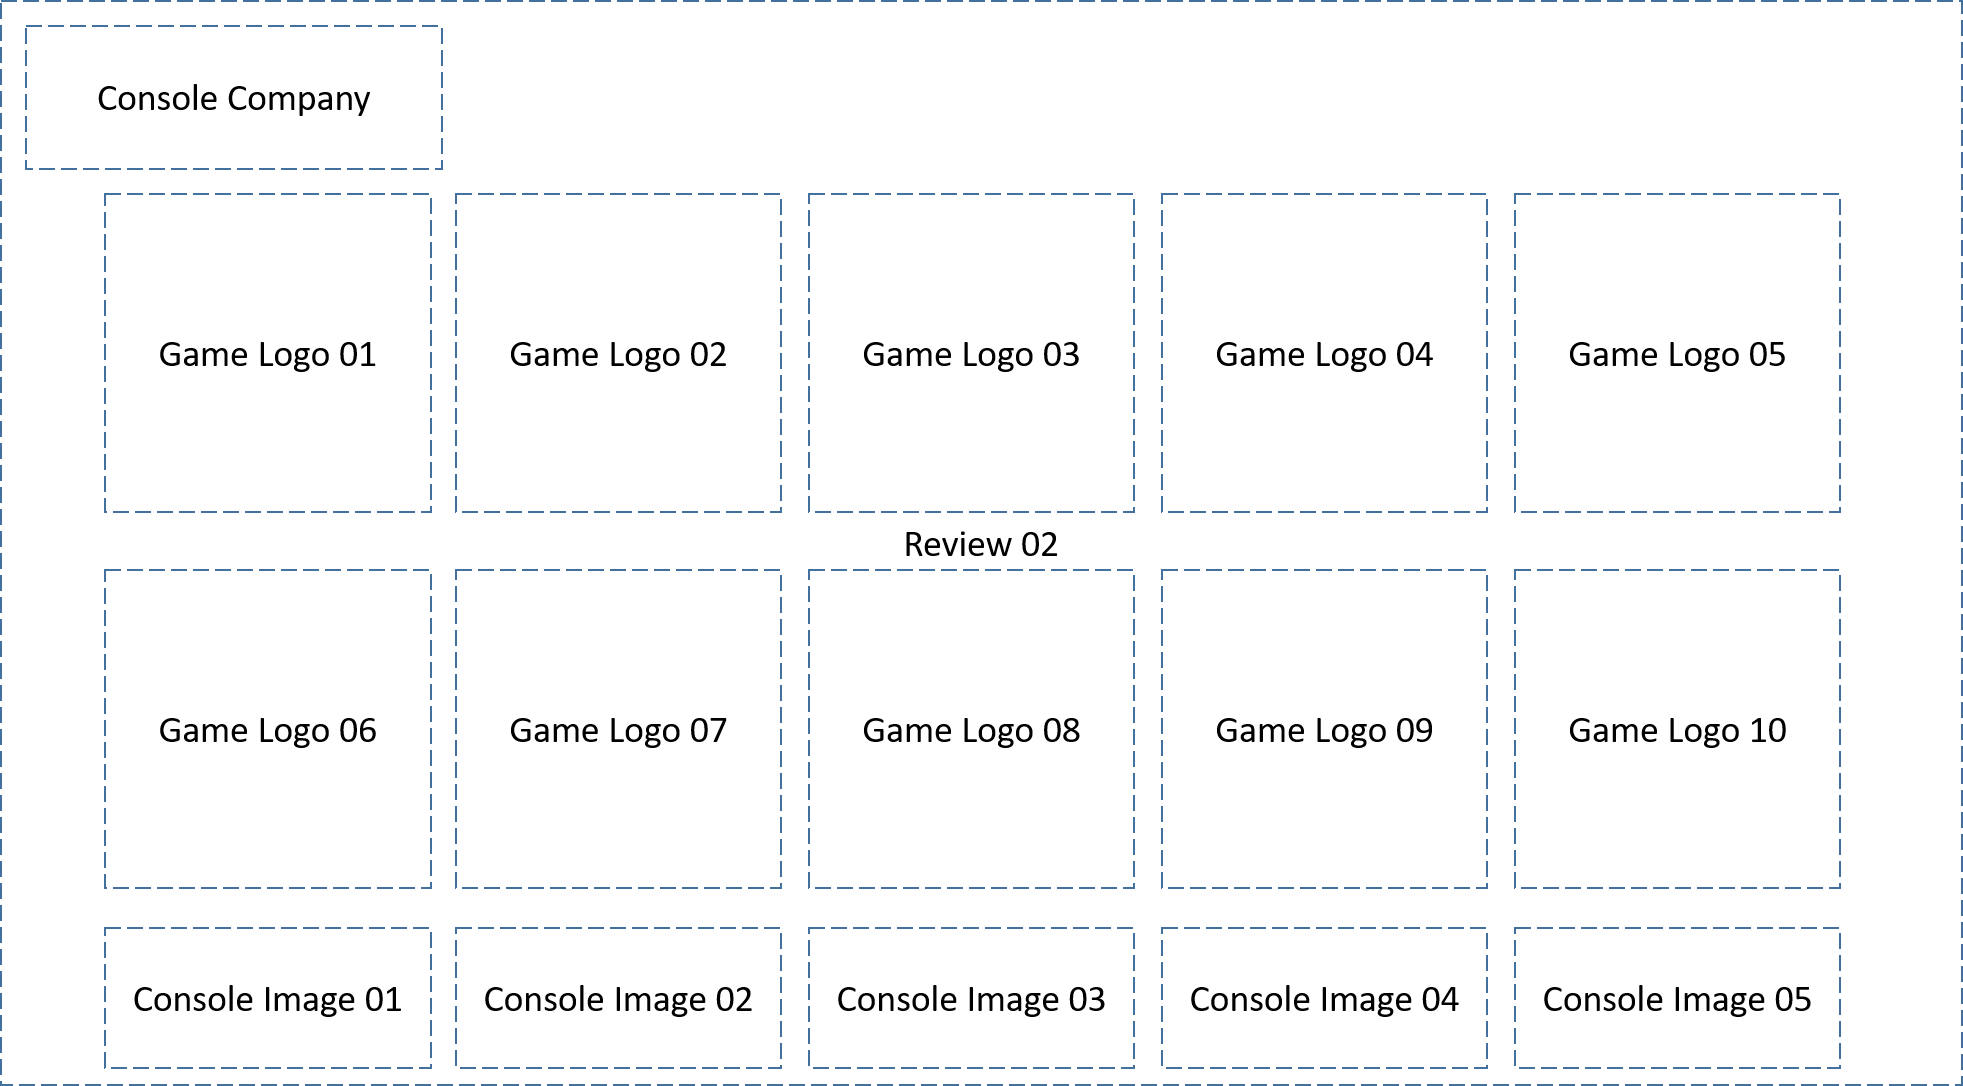 Console Company
Game Logo 01
Game Logo 02
Game Logo 03
Game Logo 04
Game Logo 05
Review 02
Game Logo 06
Game Logo 07
Game Logo 08
Game Logo 09
Game Logo 10
Console Image 01
Console Image 02
Console Image 03
Console Image 04
Console Image 05